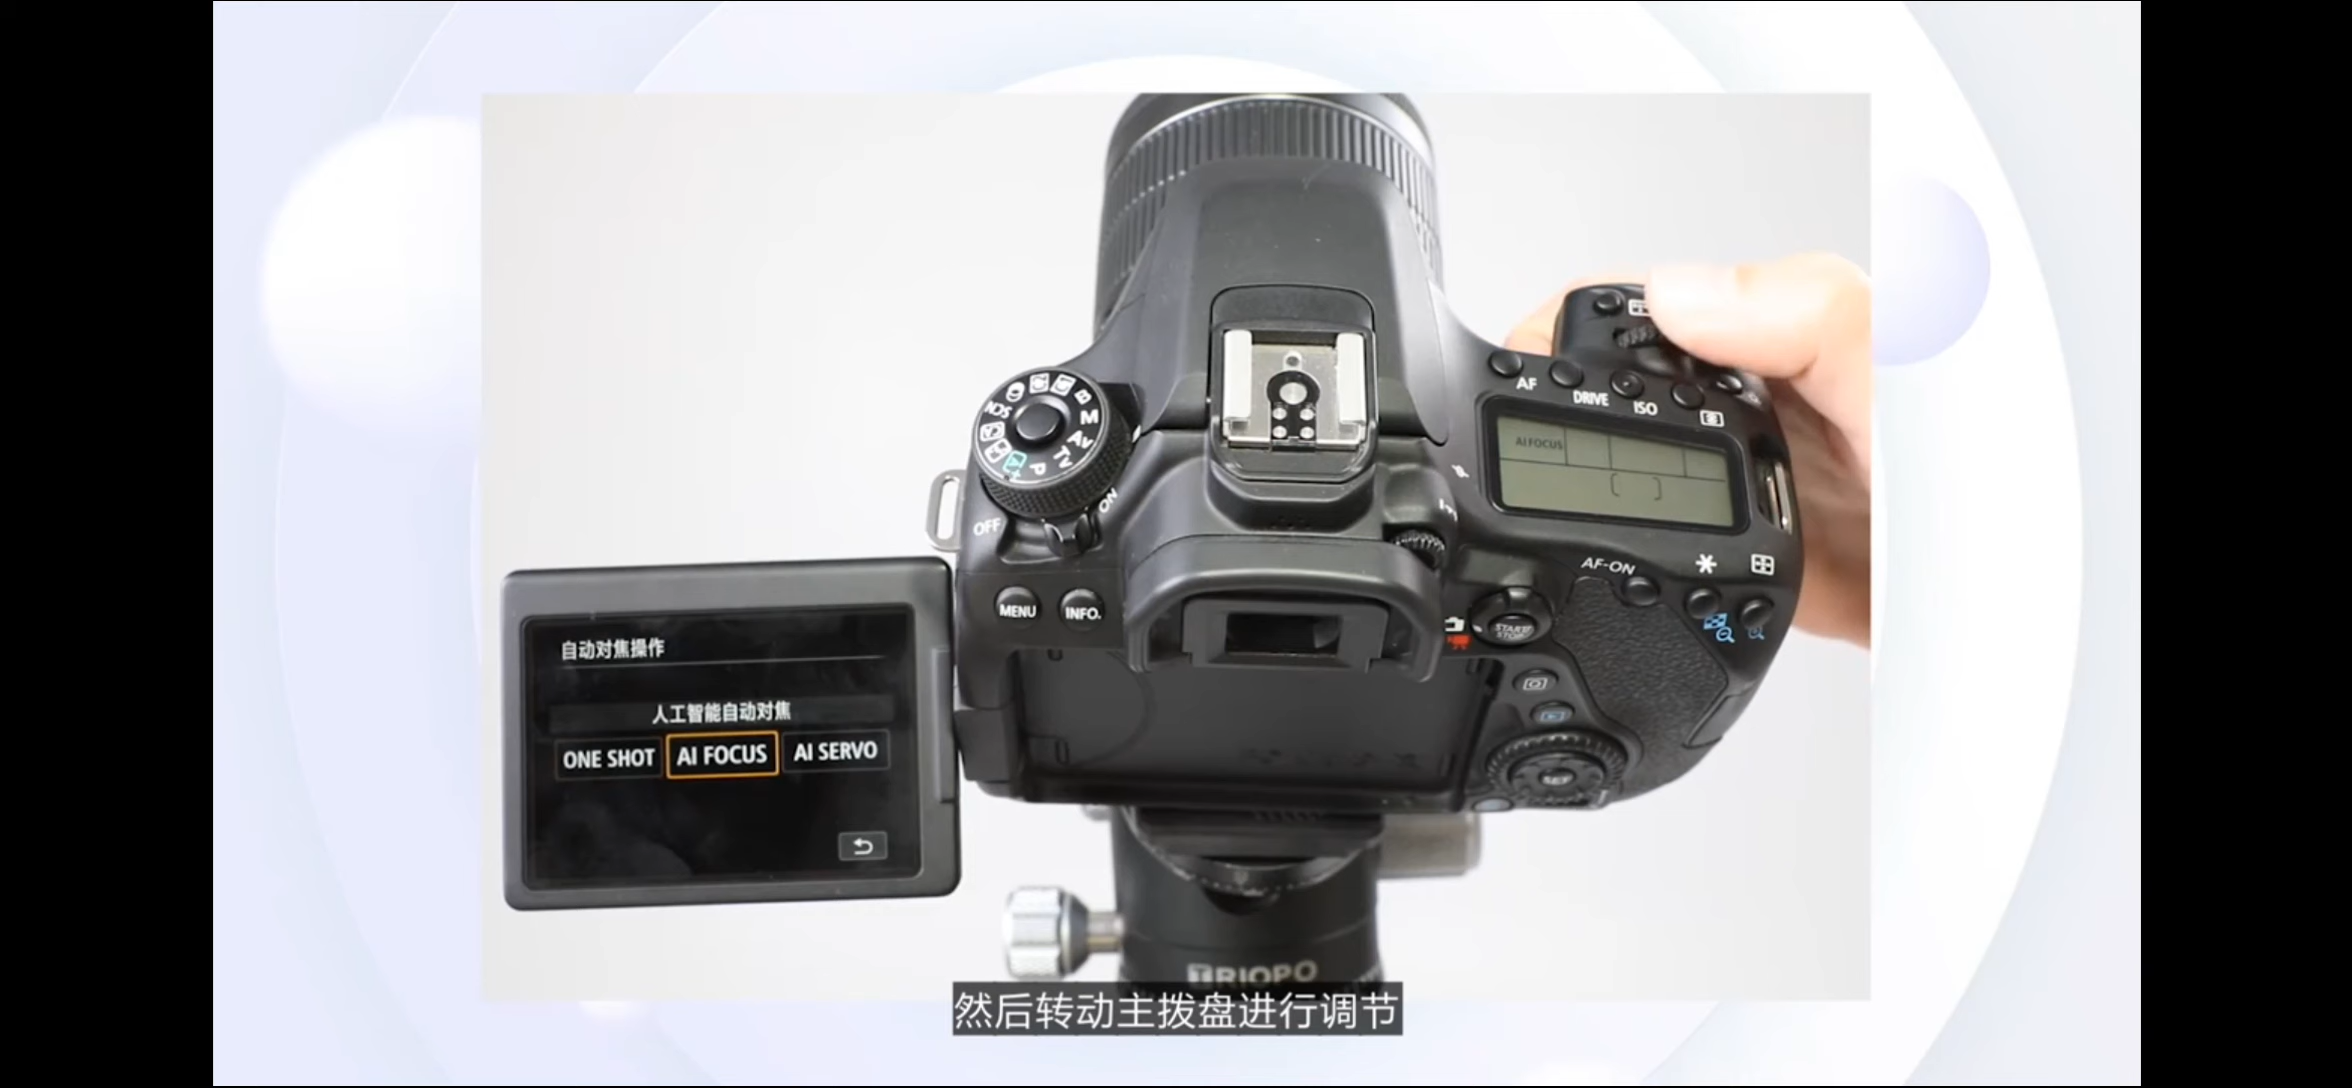 SCN
B
M
Av
Tv
P
OFF
ON
AF
DRIVE
ISO
AI FOCUS
AF-ON
MENU
INFO.
START
STOP
SET
自动对焦操作
人工智能自动对焦
ONE SHOT
AI FOCUS
AI SERVO
TRIOPO
然后转动主拨盘进行调节